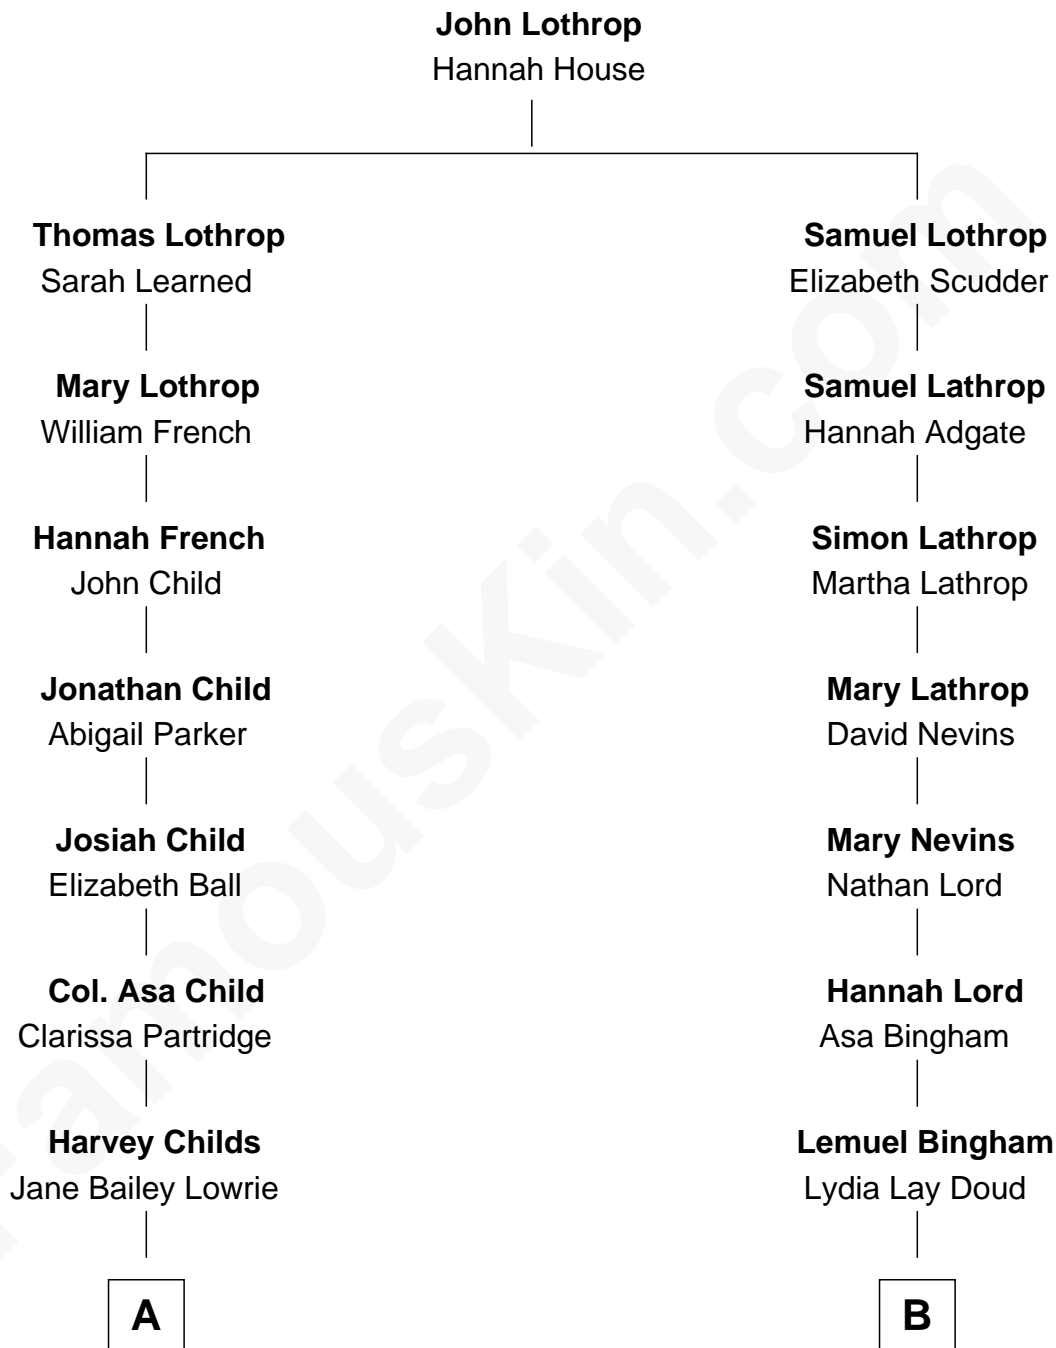 John Lothrop
Hannah House
Thomas Lothrop
Sarah Learned
Samuel Lothrop
Elizabeth Scudder
Mary Lothrop
William French
Samuel Lathrop
Hannah Adgate
Hannah French
John Child
Simon Lathrop
Martha Lathrop
Jonathan Child
Abigail Parker
Mary Lathrop
David Nevins
Josiah Child
Elizabeth Ball
Mary Nevins
Nathan Lord
Col. Asa Child
Clarissa Partridge
Hannah Lord
Asa Bingham
Harvey Childs
Jane Bailey Lowrie
Lemuel Bingham
Lydia Lay Doud
A
B
FamousKin.com